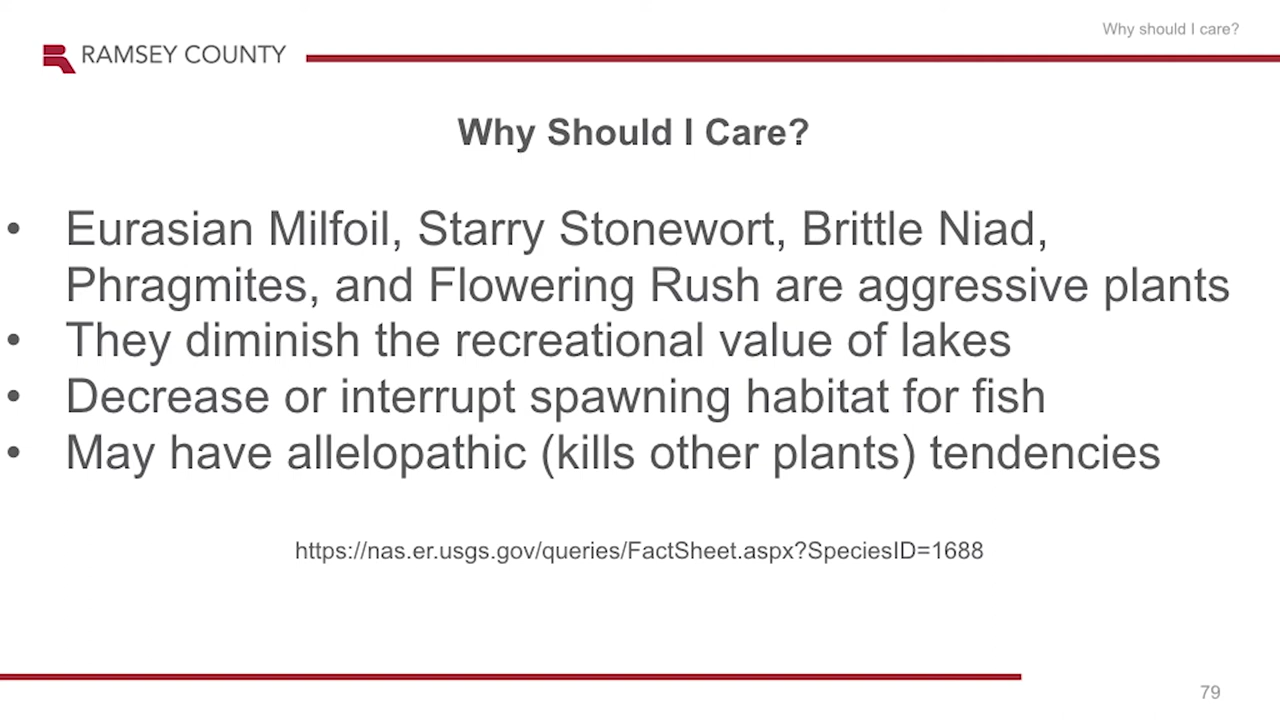 Why should I care?
RAMSEY COUNTY
Why Should I Care?
• Eurasian Milfoil, Starry Stonewort, Brittle Niad,
Phragmites, and Flowering Rush are aggressive plants
• They diminish the recreational value of lakes
• Decrease or interrupt spawning habitat for fish
• May have allelopathic (kills other plants) tendencies
https://nas.er.usgs.gov/queries/FactSheet.aspx?SpeciesID=1688
79